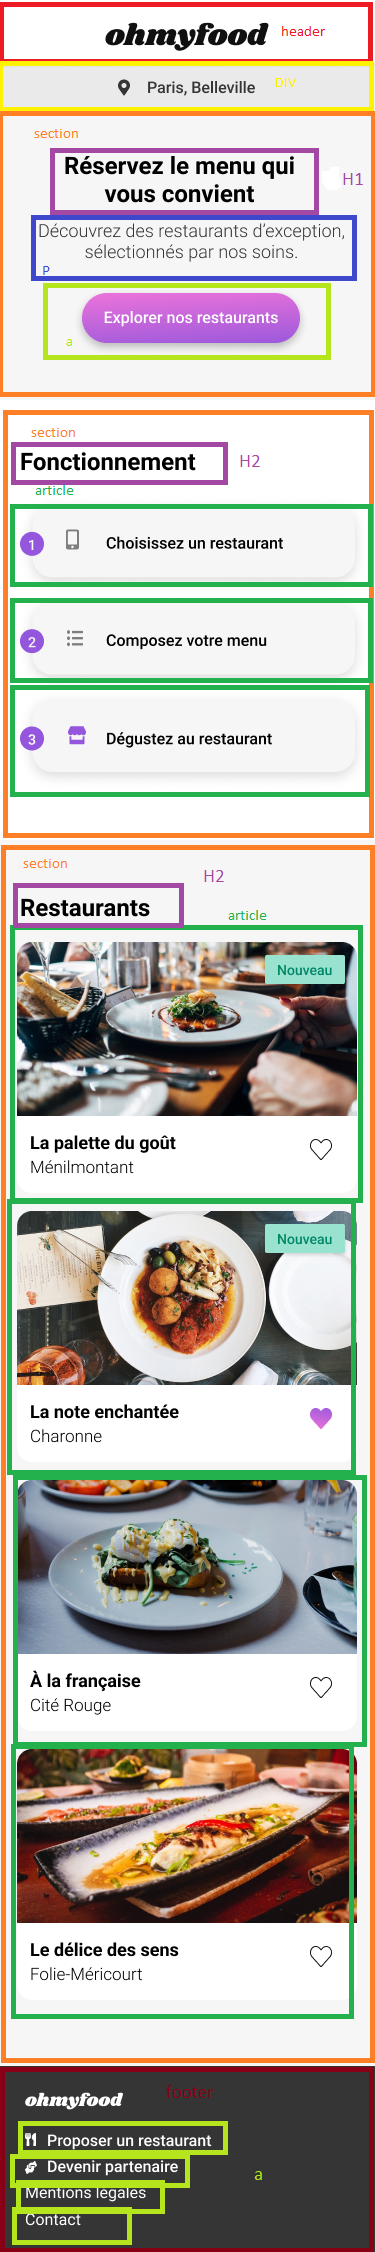 ohmyfood header
Paris, Belleville DIV
section
Réservez le menu qui
vous convient
H1
Découvrez des restaurants d'exception,
sélectionnés par nos soins.
P
Explorer nos restaurants
a
section
Fonctionnement H2
article
1 Choisissez un restaurant
2 Composez votre menu
3 Dégustez au restaurant
section
H2
Restaurants
article
Nouveau
La palette du goût
Ménilmontant
Nouveau
La note enchantée
Charonne
À la française
Cité Rouge
Le délice des sens
Folie-Méricourt
footer
ohmyfood
Proposer un restaurant
Devenir partenaire
a
Mentions légales
Contact